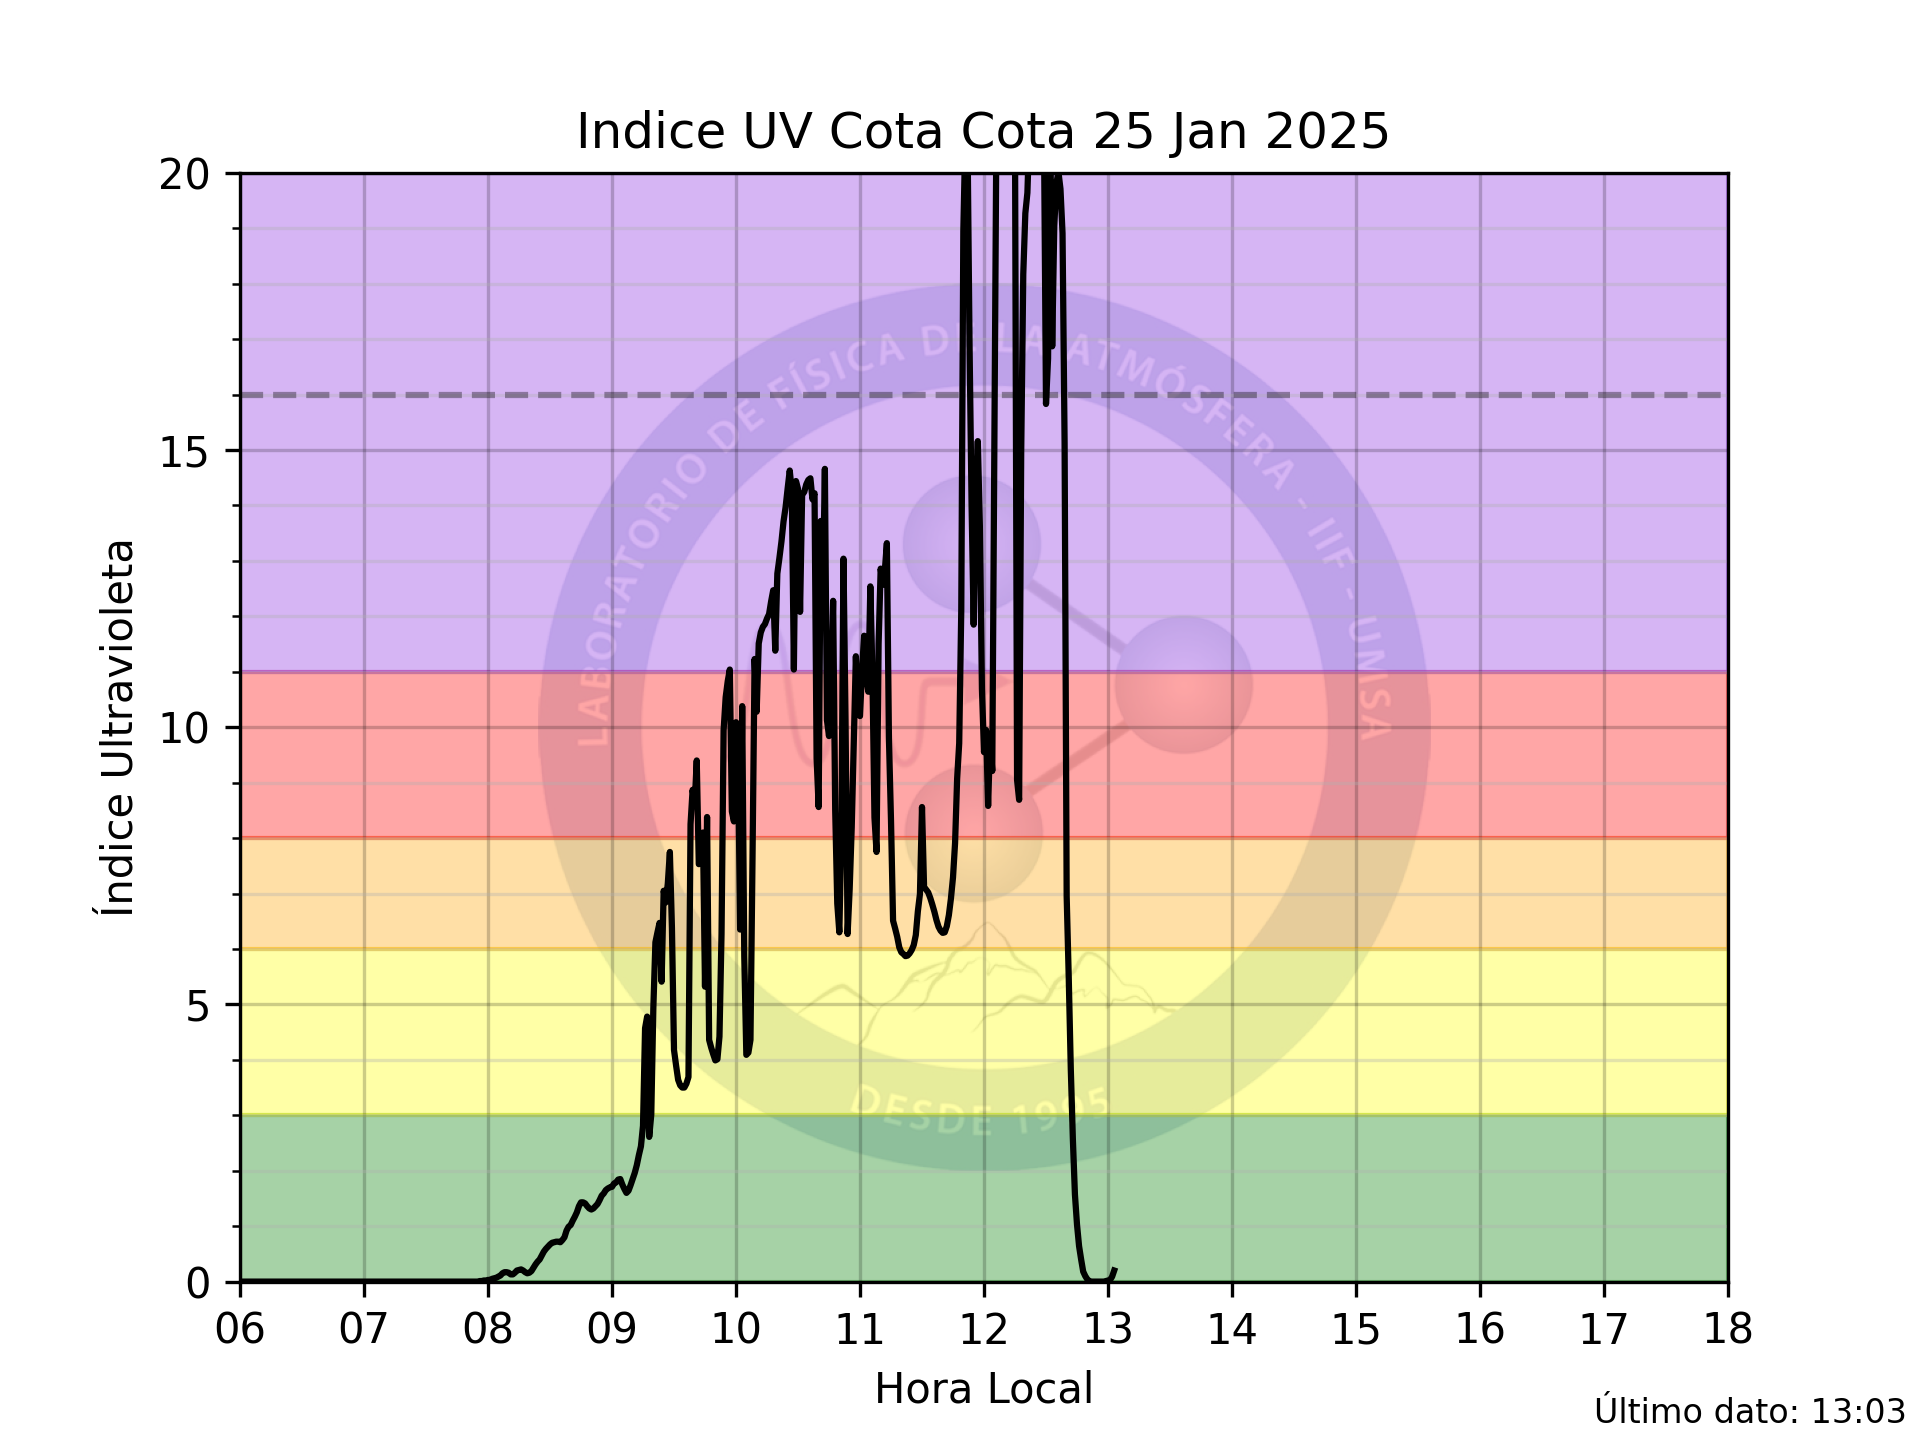 Indice UV Cota Cota 25 Jan 2025
20
15
10
5
0
Índice Ultravioleta
LABORATORIO DE FÍSICA DE LA ATMÓSFERA - IIF - UMSA
DESDE 1995
06 07 08 09 10 11 12 13 14 15 16 17 18
Hora Local
Último dato: 13:03